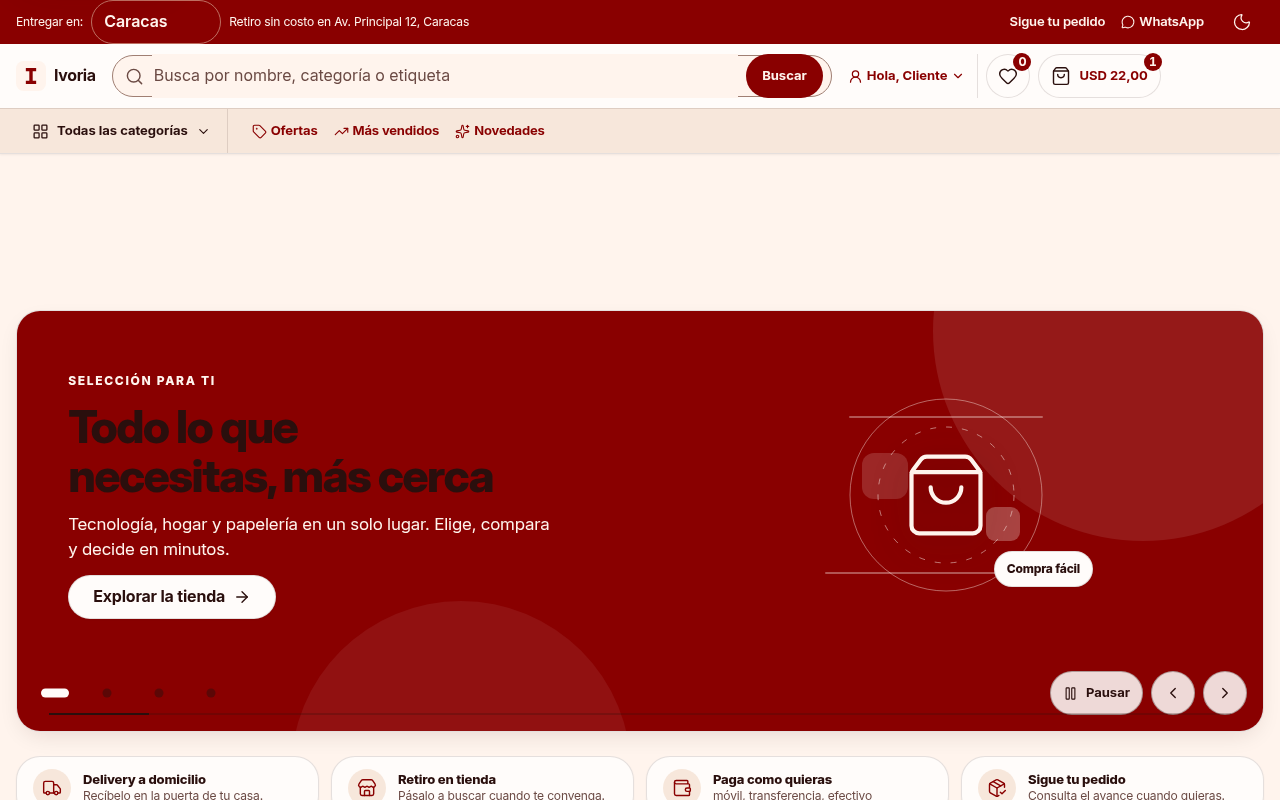 Entregar en:
Caracas
Retiro sin costo en Av. Principal 12, Caracas
Sigue tu pedido
WhatsApp
I
Ivoria
Busca por nombre, categoría o etiqueta
Buscar
Hola, Cliente
0
USD 22,00
1
Todas las categorías
Ofertas
Más vendidos
Novedades
SELECCIÓN PARA TI
Todo lo que
necesitas, más cerca
Tecnología, hogar y papelería en un solo lugar. Elige, compara
y decide en minutos.
Explorar la tienda
Compra fácil
Pausar
Delivery a domicilio
Recíbelo en la puerta de tu casa.
Retiro en tienda
Pásalo a buscar cuando te convenga.
Paga como quieras
móvil, transferencia, efectivo
Sigue tu pedido
Consulta el avance cuando quieras.